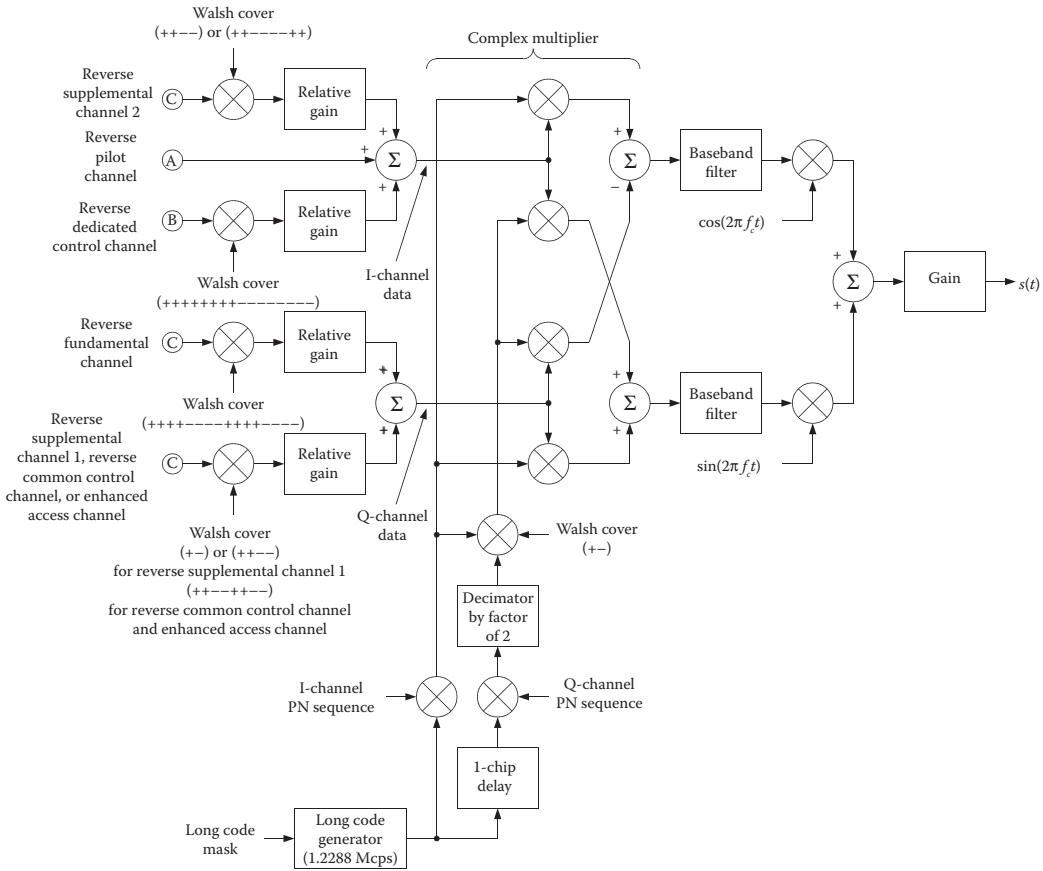 Walsh cover
(++−−) or (++−−−−++)
Complex multiplier
Reverse
supplemental
channel 2
C
Relative
gain
+
Reverse
pilot
channel
A
+
Σ
+
Reverse
dedicated
control channel
B
Relative
gain
I-channel
data
+
Σ
−
Baseband
filter
cos(2π f_c t)
Walsh cover
(++++++++−−−−−−−−)
Reverse
fundamental
channel
C
Relative
gain
+
Σ
+
Walsh cover
(++++−−−−++++−−−−)
Reverse
supplemental
channel 1, reverse
common control
channel, or enhanced
access channel
C
Relative
gain
Q-channel
data
+
Σ
+
Baseband
filter
sin(2π f_c t)
+
Σ
+
Gain
s(t)
Walsh cover
(+−) or (++−−)
for reverse supplemental channel 1
(++−−++−−)
for reverse common control channel
and enhanced access channel
Walsh cover
(+−)
Decimator
by factor
of 2
I-channel
PN sequence
Q-channel
PN sequence
1-chip
delay
Long code
mask
Long code
generator
(1.2288 Mcps)